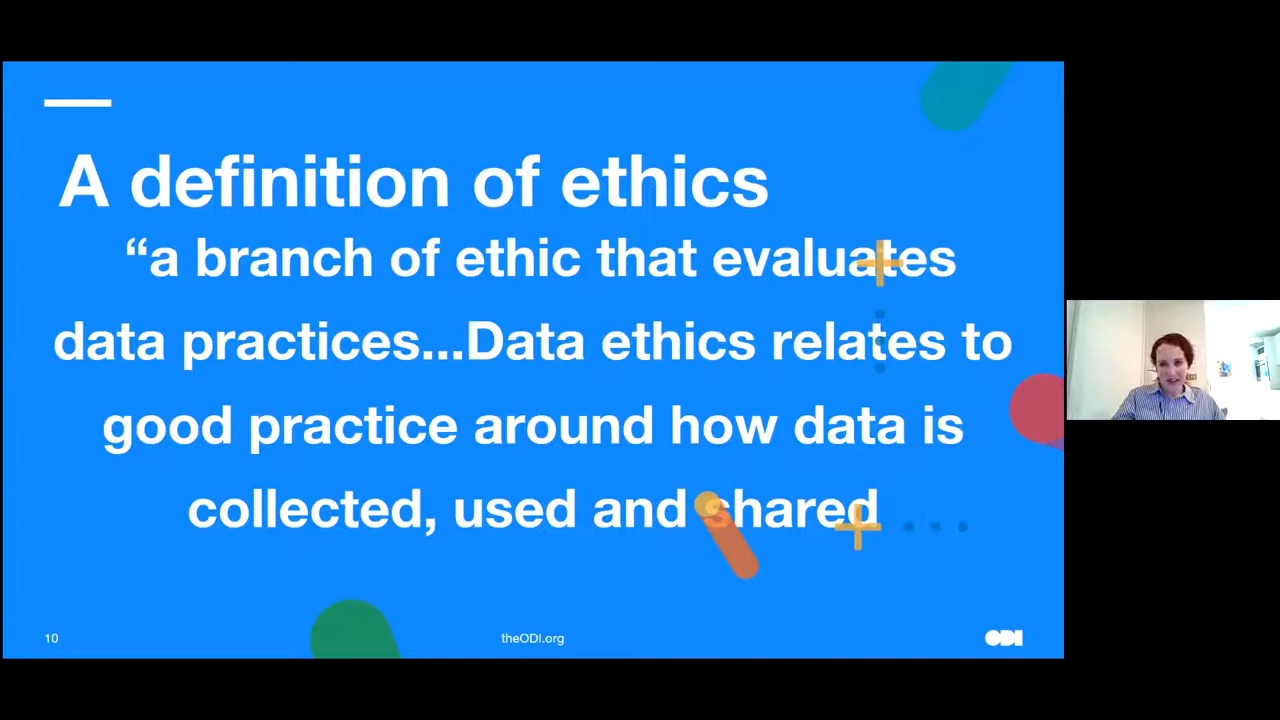 A definition of ethics
“a branch of ethic that evaluates
data practices...Data ethics relates to
good practice around how data is
collected, used and shared
10
theODI.org
ODI